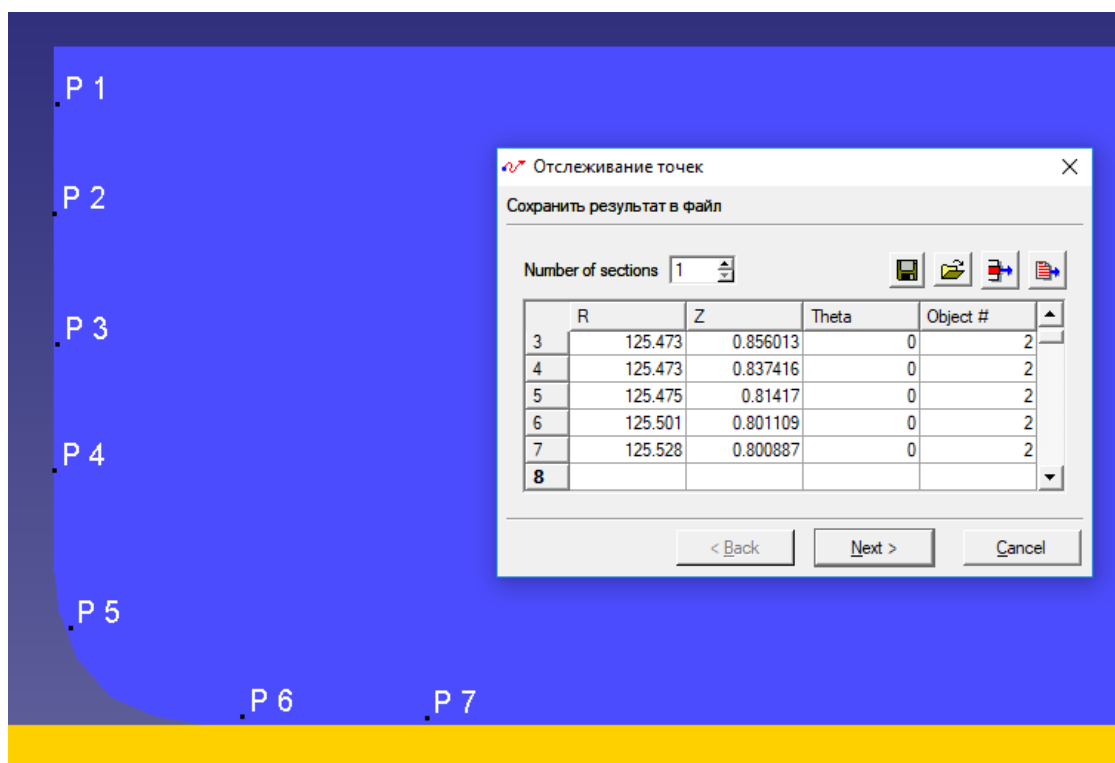 P 1
P 2
P 3
P 4
P 5
P 6
P 7
Отслеживание точек
Сохранить результат в файл
Number of sections 1
R Z Theta Object #
3 125.473 0.856013 0 2
4 125.473 0.837416 0 2
5 125.475 0.81417 0 2
6 125.501 0.801109 0 2
7 125.528 0.800887 0 2
8
< Back Next > Cancel